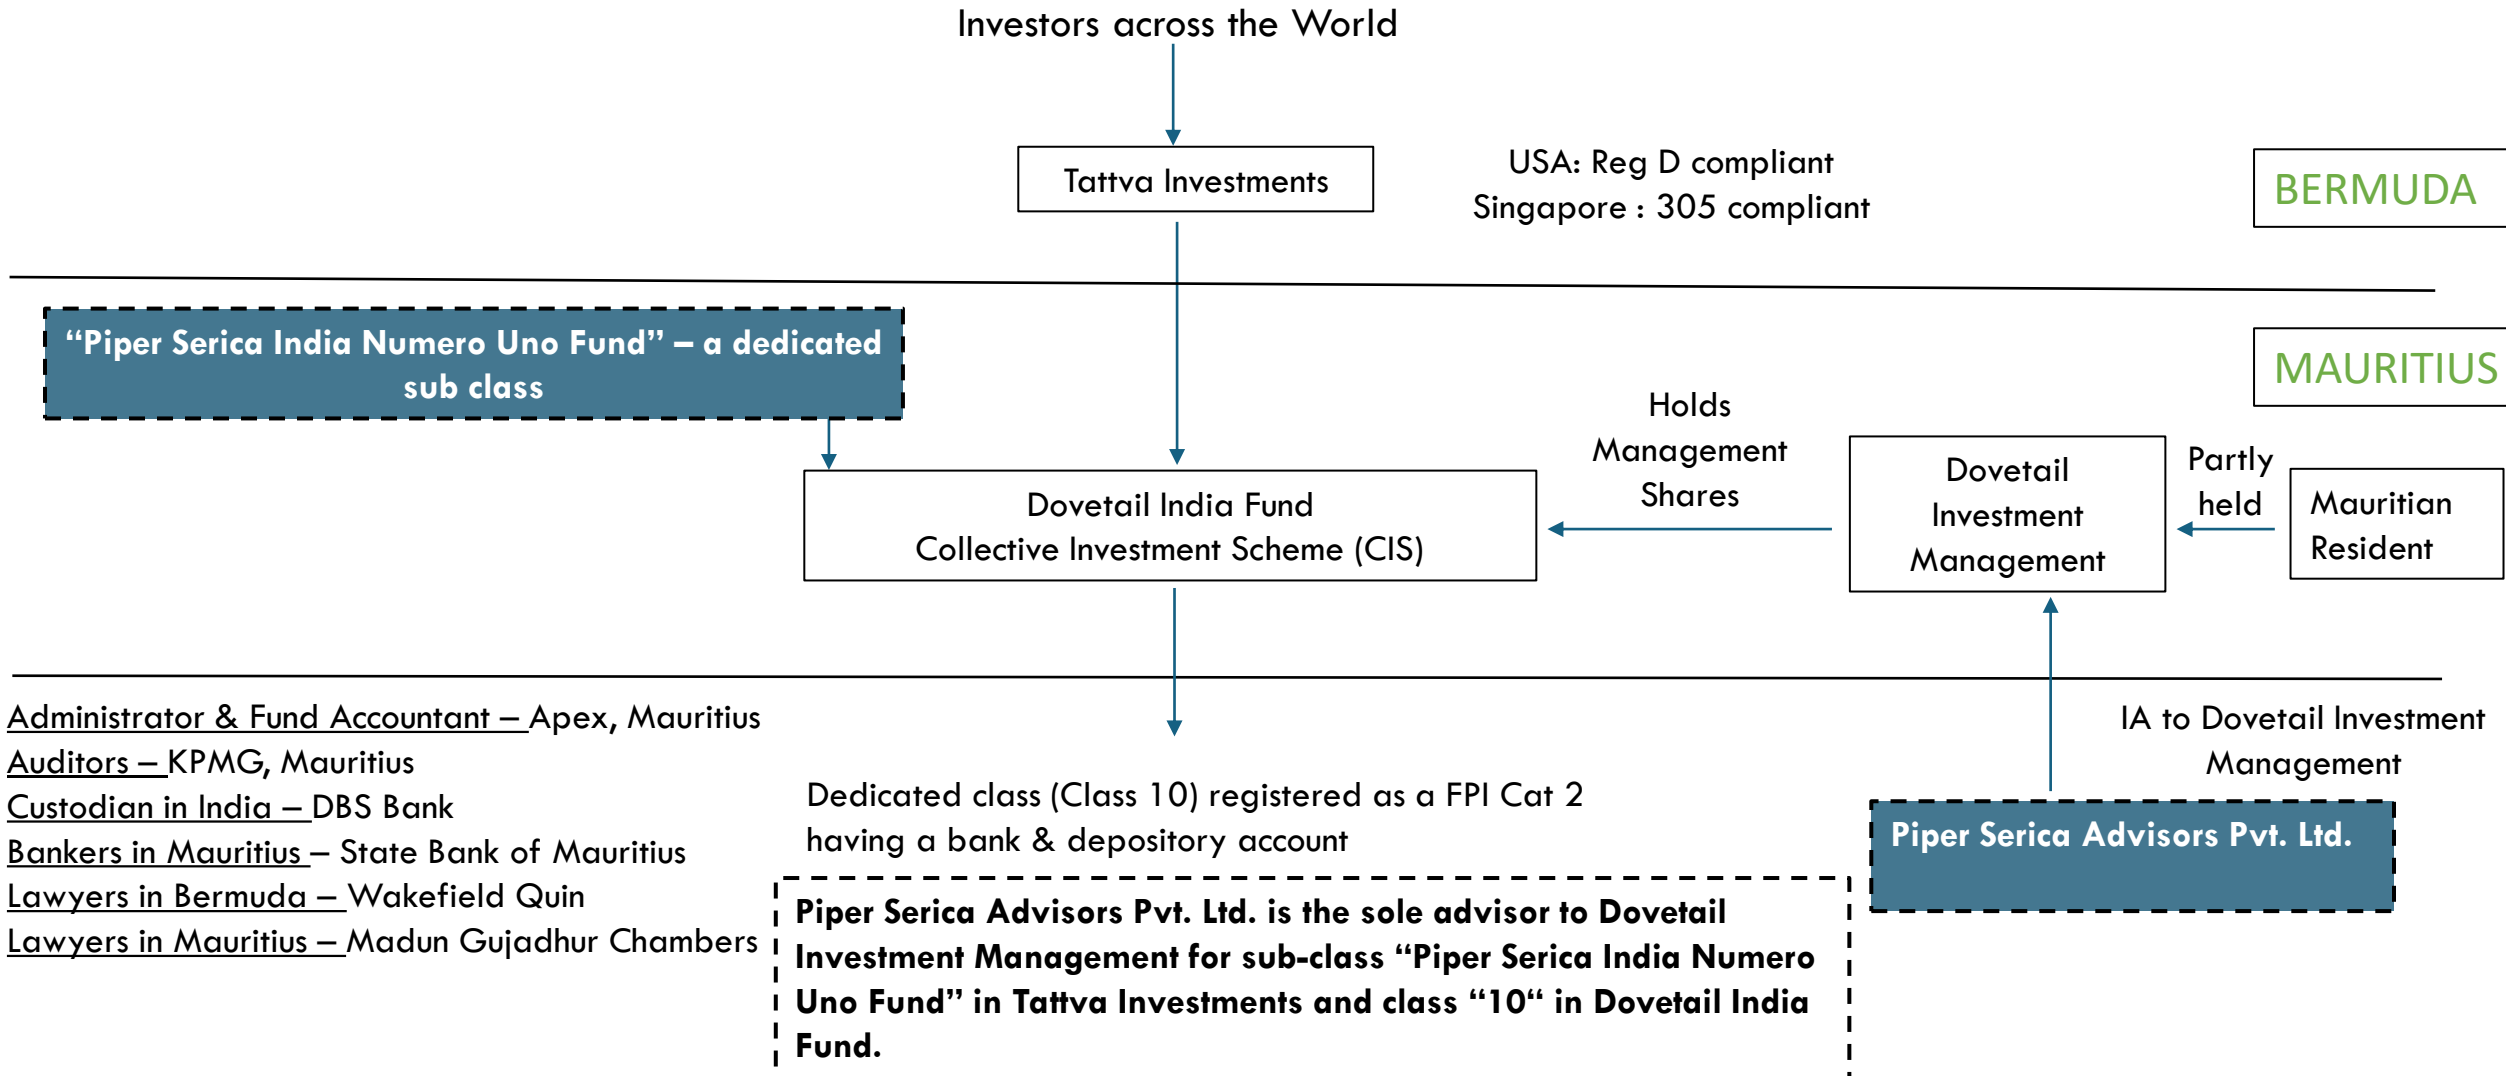 Investors across the World
Tattva Investments
USA: Reg D compliant
Singapore : 305 compliant
BERMUDA
“Piper Serica India Numero Uno Fund” – a dedicated
sub class
MAURITIUS
Holds
Management
Shares
Dovetail India Fund
Collective Investment Scheme (CIS)
Dovetail
Investment
Management
Partly
held
Mauritian
Resident
Administrator & Fund Accountant – Apex, Mauritius
Auditors – KPMG, Mauritius
Custodian in India – DBS Bank
Bankers in Mauritius – State Bank of Mauritius
Lawyers in Bermuda – Wakefield Quin
Lawyers in Mauritius – Madun Gujadhur Chambers
Dedicated class (Class 10) registered as a FPI Cat 2
having a bank & depository account
IA to Dovetail Investment
Management
Piper Serica Advisors Pvt. Ltd.
Piper Serica Advisors Pvt. Ltd. is the sole advisor to Dovetail
Investment Management for sub-class “Piper Serica India Numero
Uno Fund” in Tattva Investments and class “10“ in Dovetail India
Fund.